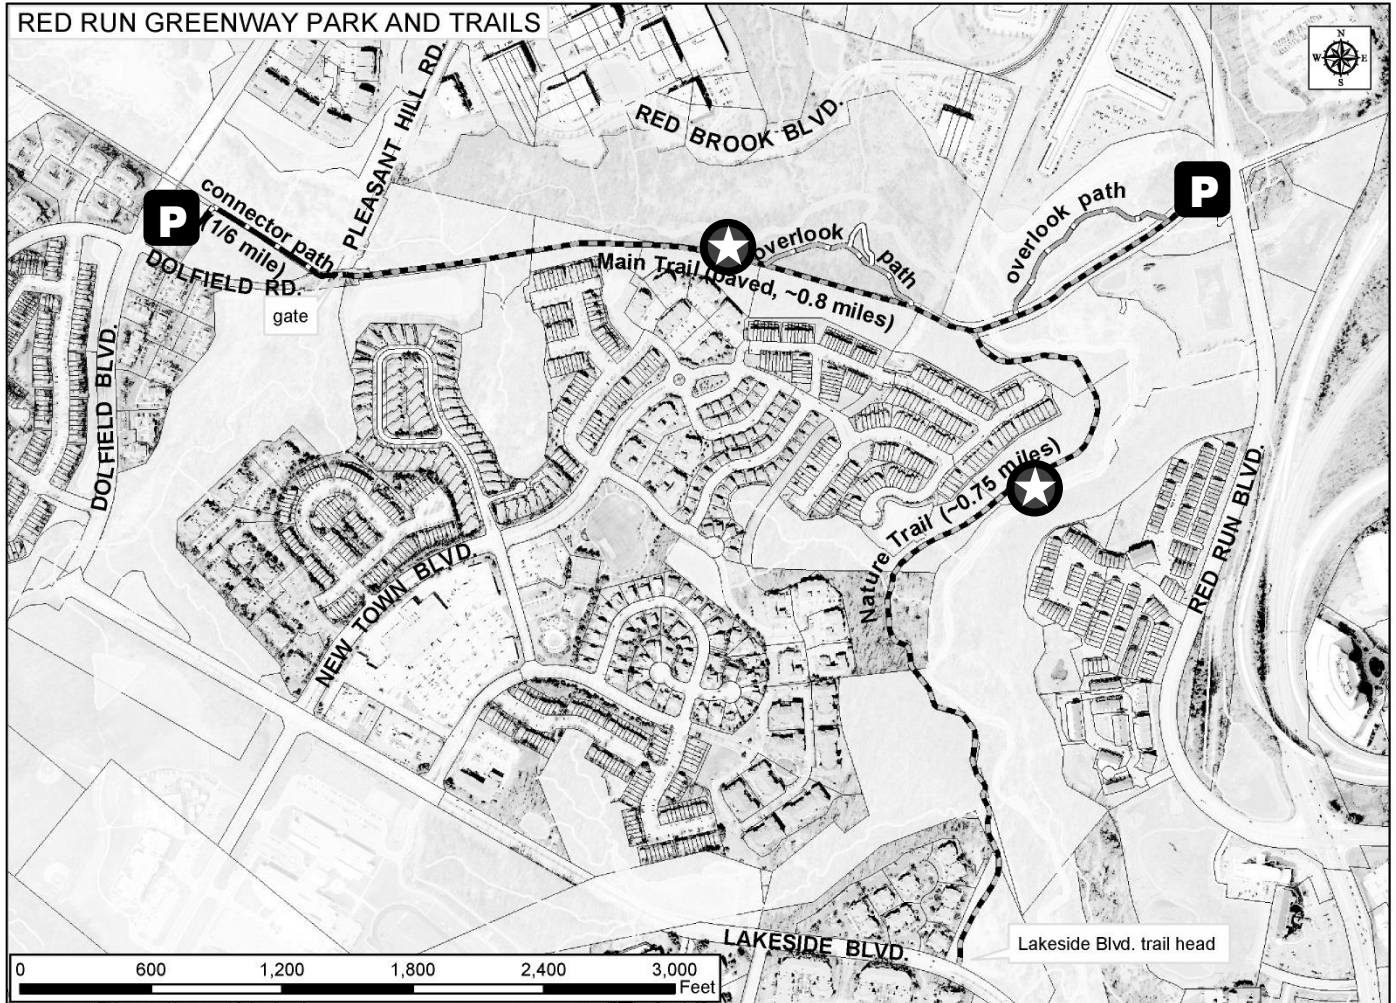 RED RUN GREENWAY PARK AND TRAILS
N
W E
S
PLEASANT HILL RD.
RED BROOK BLVD.
P
P
connector path
(1/6 mile)
overlook path
overlook path
DOLFIELD RD.
Main Trail (paved, ~0.8 miles)
gate
DOLFIELD BLVD.
Nature Trail (~0.75 miles)
RED RUN BLVD.
NEW TOWN BLVD.
LAKESIDE BLVD.
Lakeside Blvd. trail head
0 600 1,200 1,800 2,400 3,000
Feet